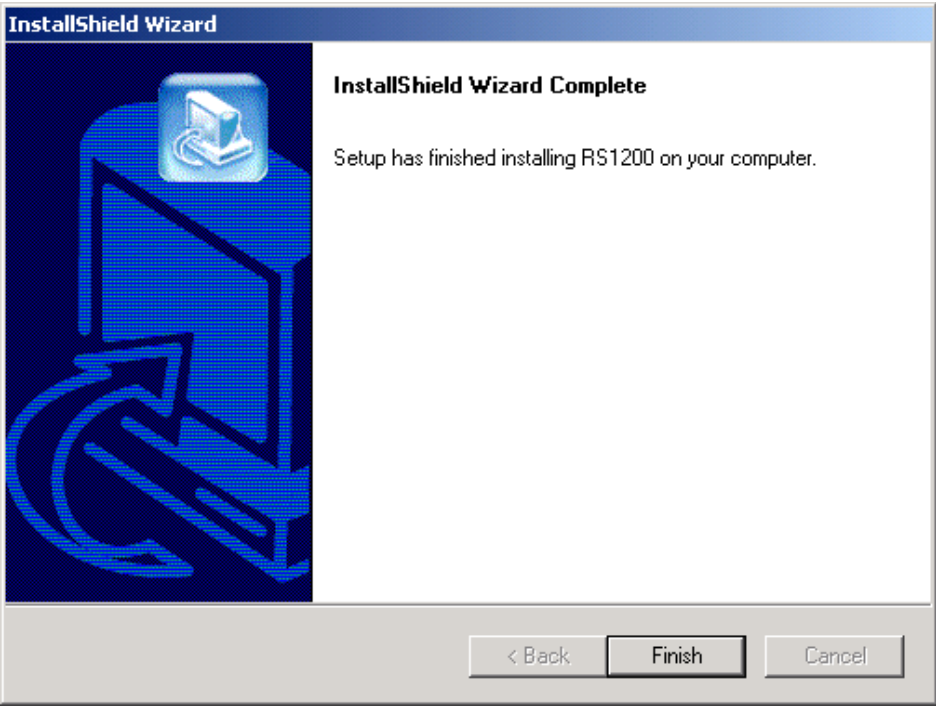 InstallShield Wizard
InstallShield Wizard Complete
Setup has finished installing RS1200 on your computer.
< Back
Finish
Cancel